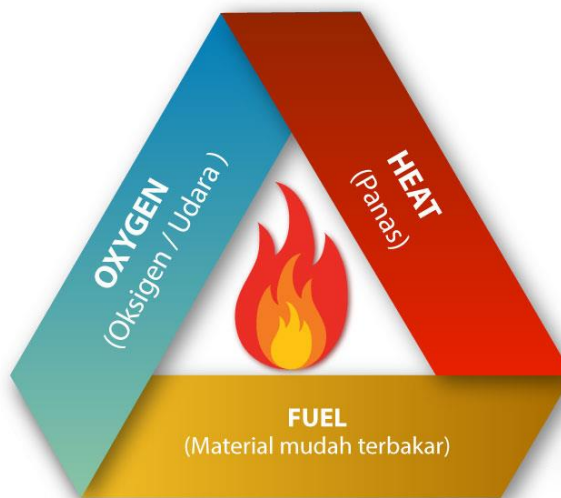 OXYGEN
(Oksigen / Udara )
HEAT
(Panas)
FUEL
(Material mudah terbakar)